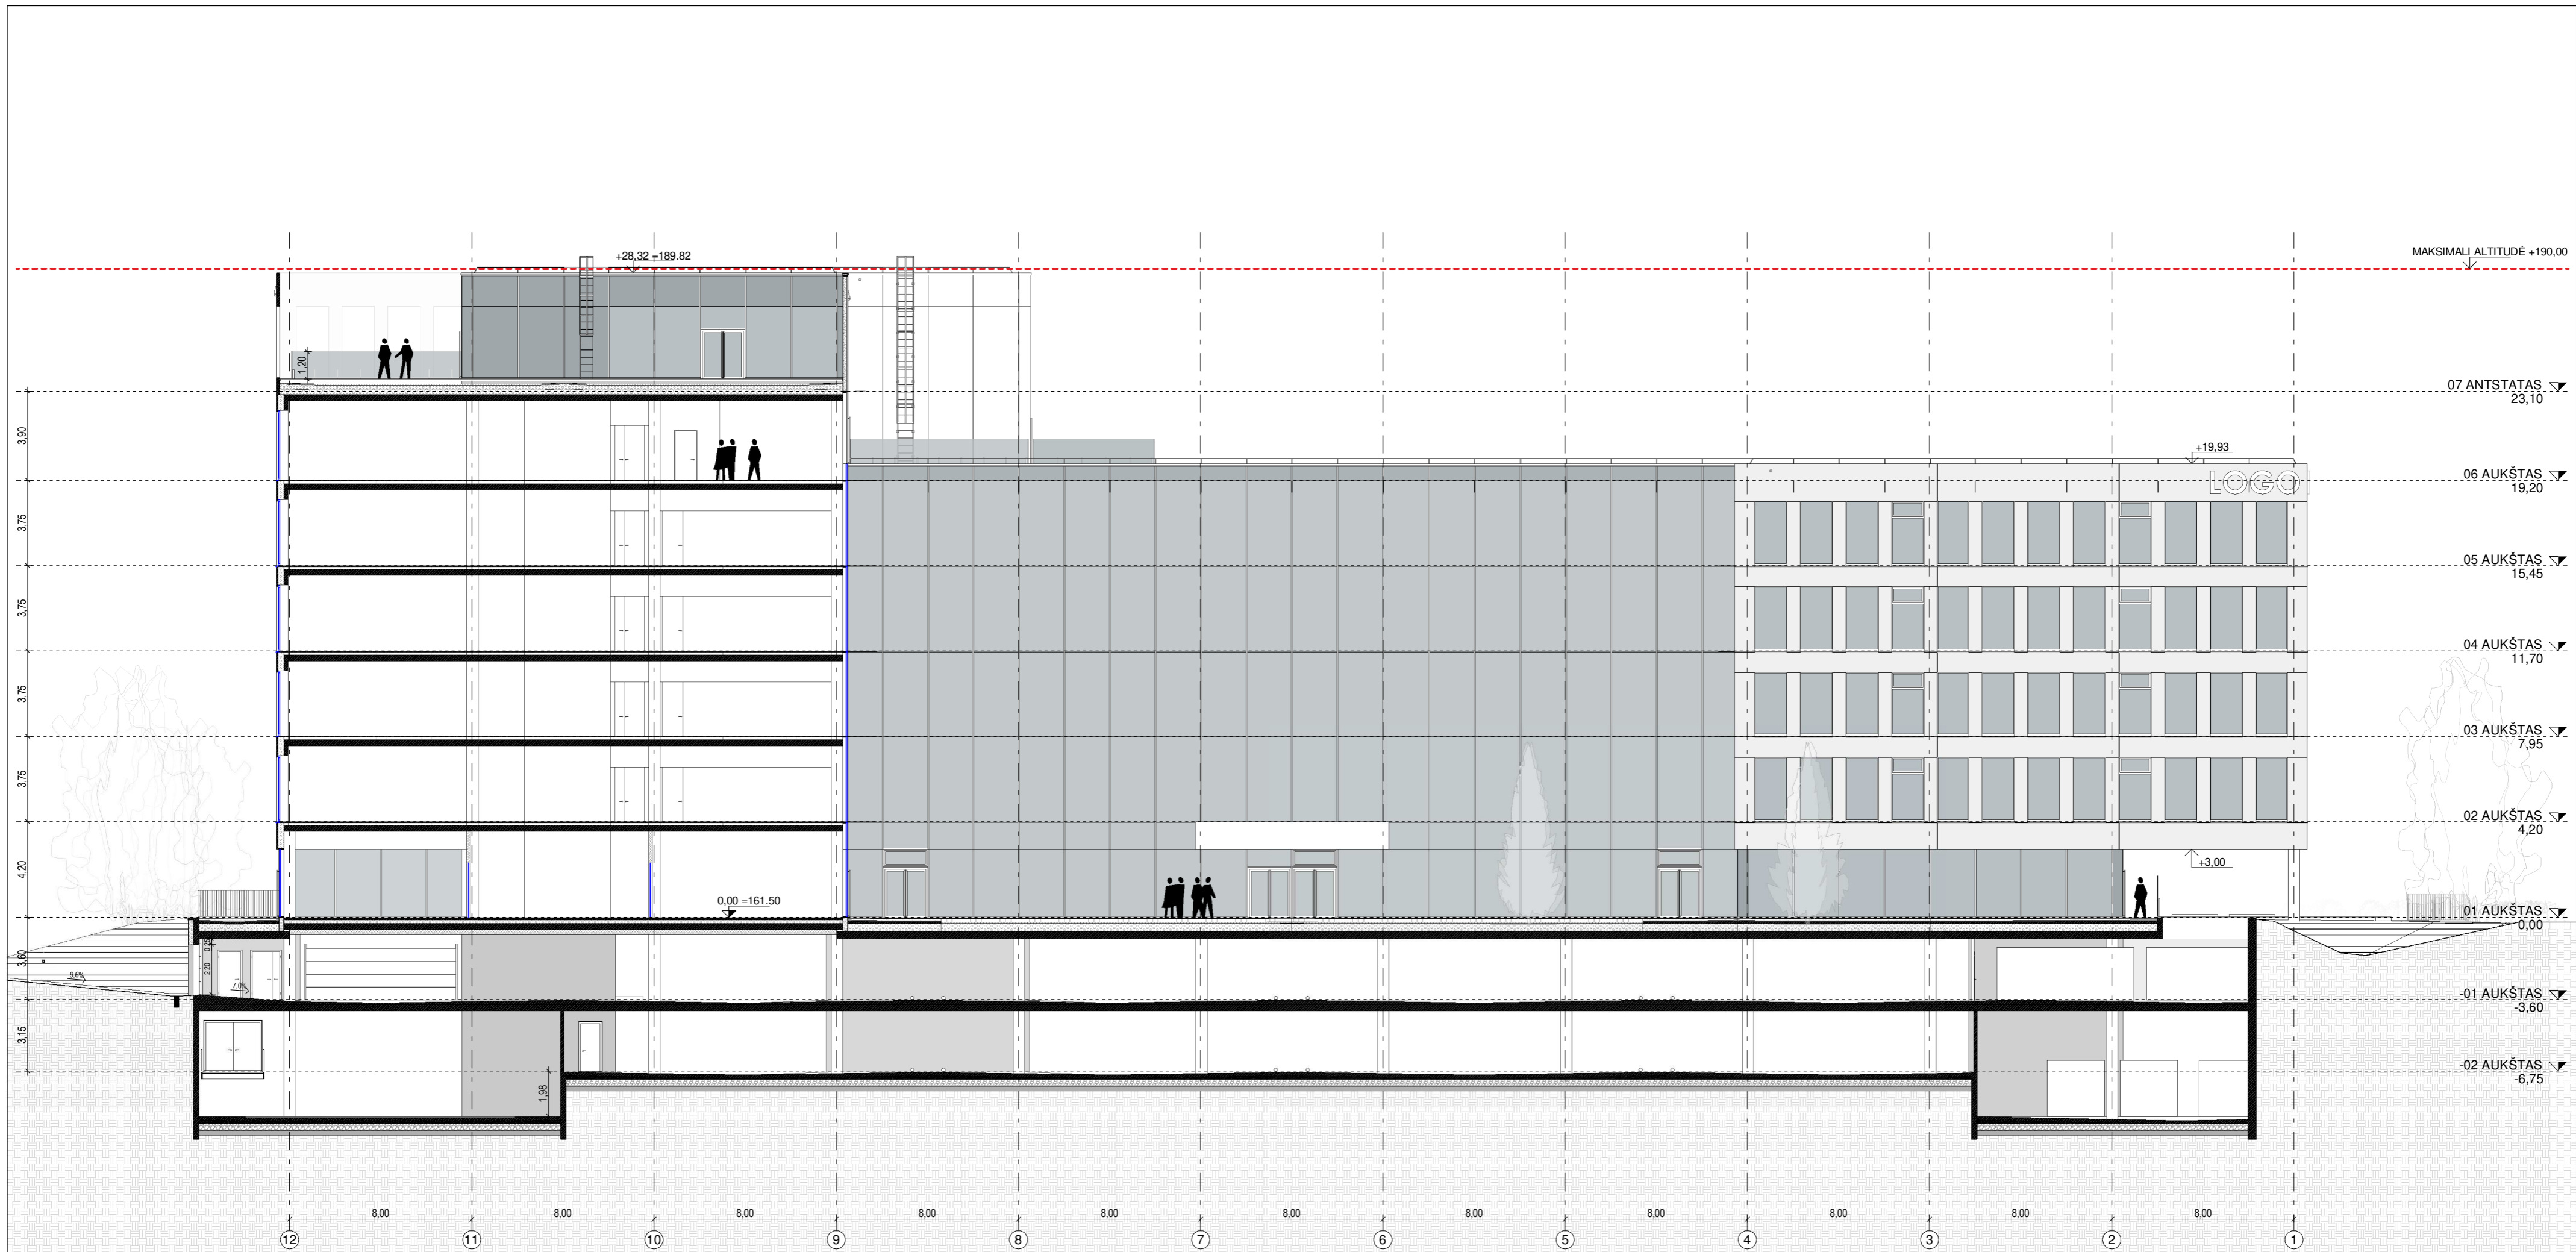 MAKSIMALI ALTITUDĖ +190,00
+28,32 =189.82
1,20
07 ANTSTATAS
23,10
3,90
+19,93
LOGO
06 AUKŠTAS
19,20
3,75
05 AUKŠTAS
15,45
3,75
04 AUKŠTAS
11,70
3,75
03 AUKŠTAS
7,95
3,75
02 AUKŠTAS
4,20
4,20
+3,00
0,00 =161.50
01 AUKŠTAS
0,00
0,25
2,20
3,60
9,6%
7,0%
-01 AUKŠTAS
-3,60
3,15
-02 AUKŠTAS
-6,75
1,98
8,00 8,00 8,00 8,00 8,00 8,00 8,00 8,00 8,00 8,00 8,00
12 11 10 9 8 7 6 5 4 3 2 1